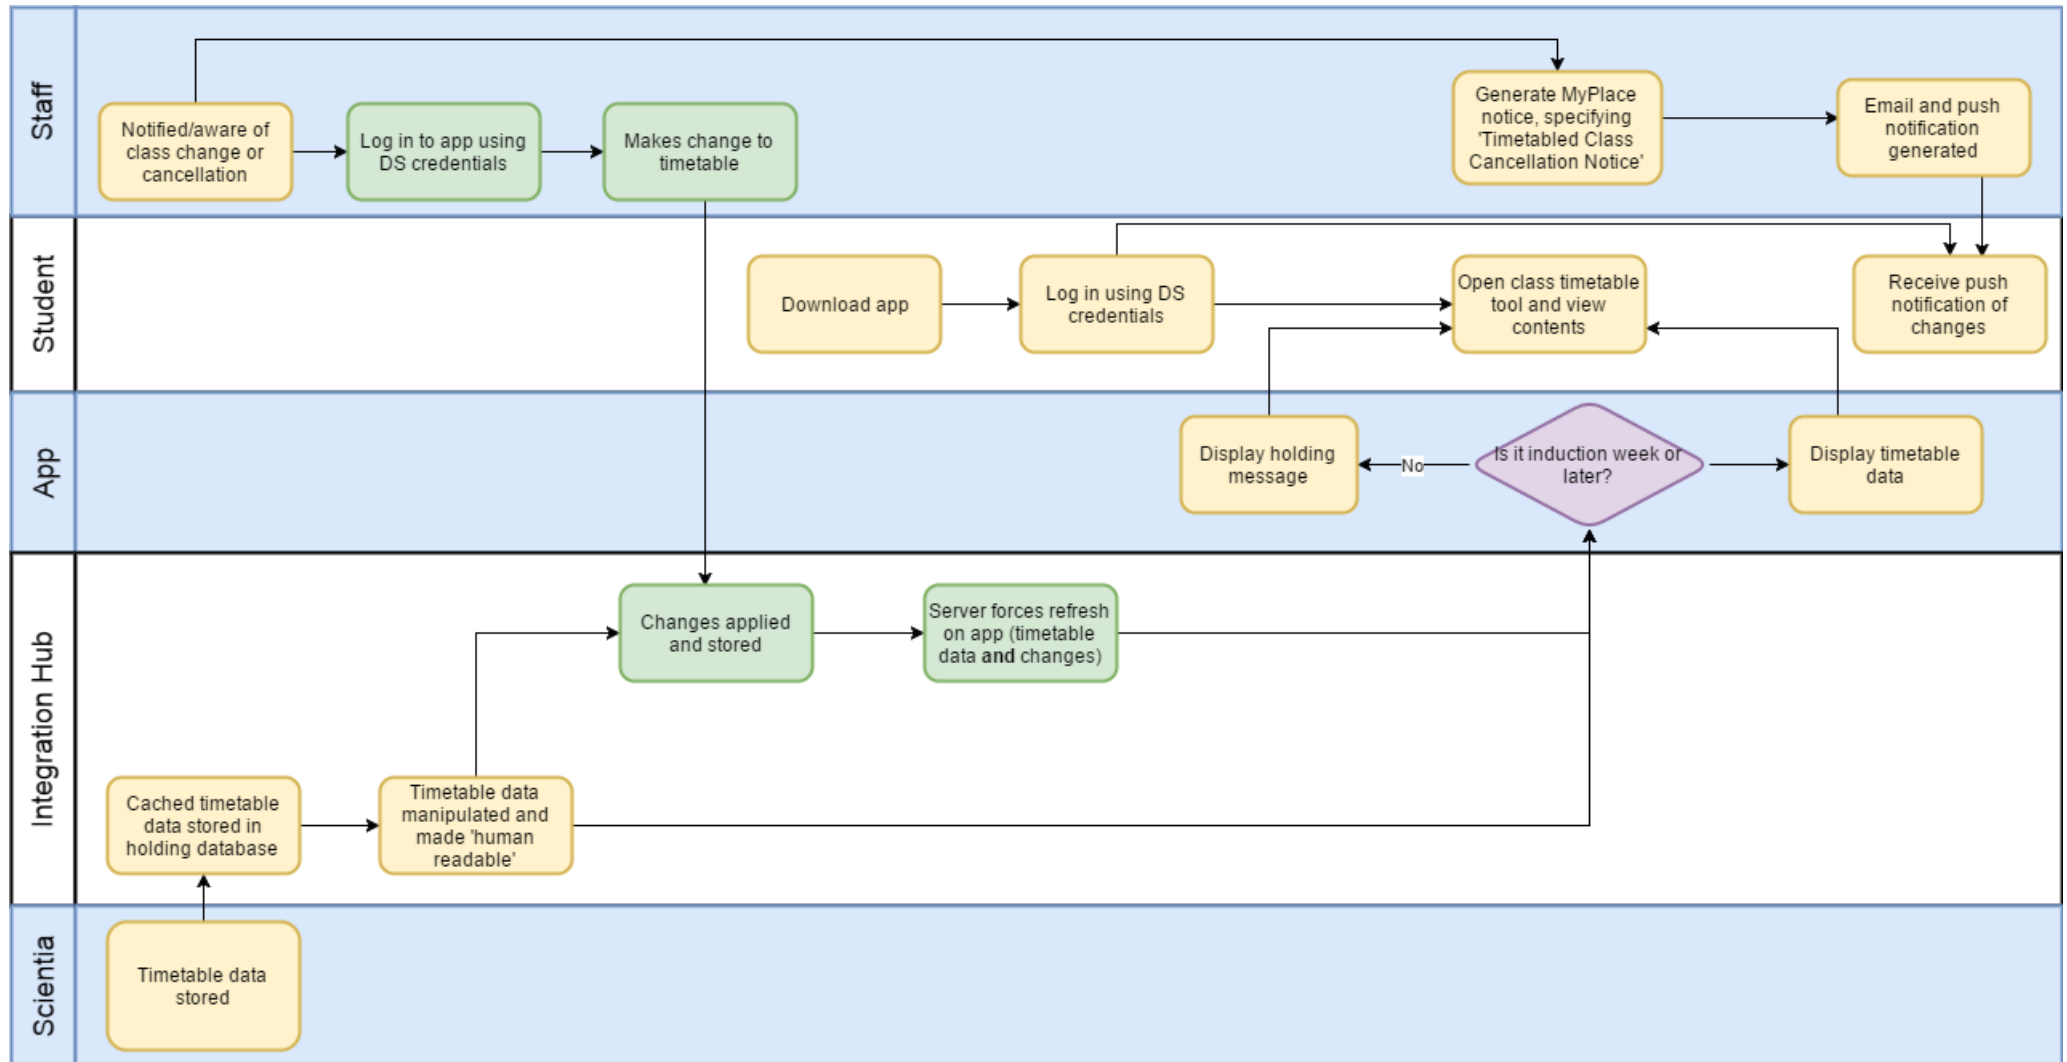 Staff
Notified/aware of
class change or
cancellation
Log in to app using
DS credentials
Makes change to
timetable
Generate MyPlace
notice, specifying
'Timetabled Class
Cancellation Notice'
Email and push
notification
generated
Student
Download app
Log in using DS
credentials
Open class timetable
tool and view
contents
Receive push
notification of
changes
App
Display holding
message
No
Is it induction week or
later?
Display timetable
data
Integration Hub
Changes applied
and stored
Server forces refresh
on app (timetable
data and changes)
Cached timetable
data stored in
holding database
Timetable data
manipulated and
made 'human
readable'
Scientia
Timetable data
stored